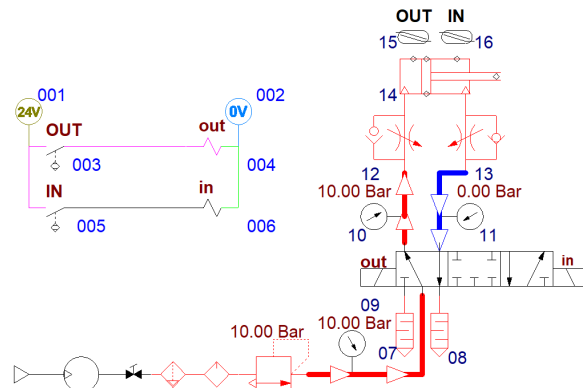 OUT IN
15 16
001 002
24V 0V
14
OUT out
003 004
12 13
IN in
10.00 Bar 0.00 Bar
005 006
10 11
out in
09
10.00 Bar 10.00 Bar
07 08